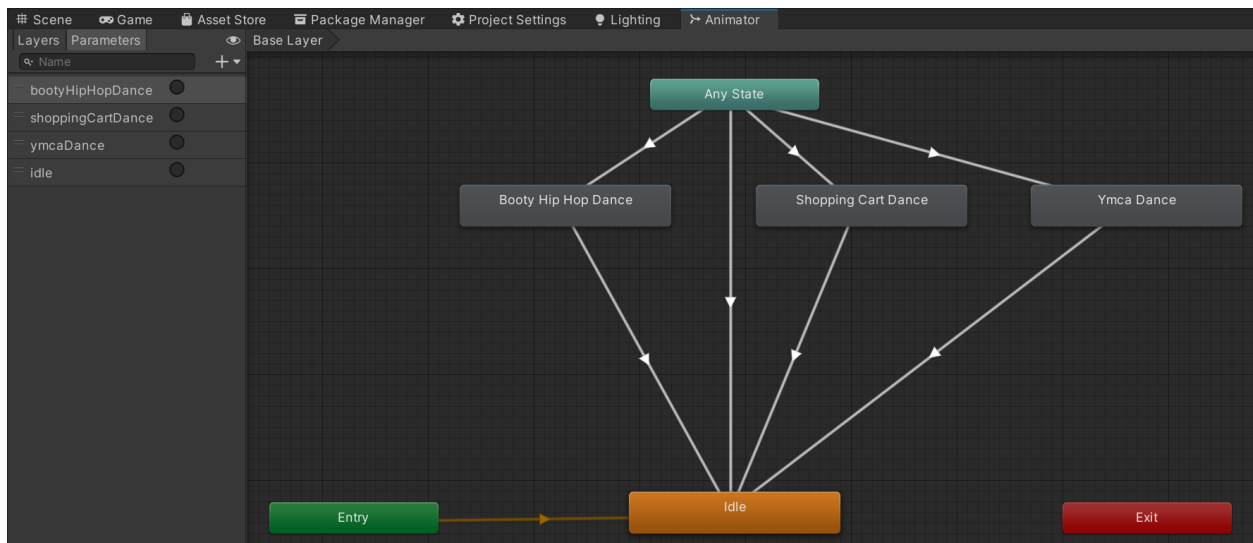 Scene Game Asset Store Package Manager Project Settings Lighting Animator
Layers Parameters Base Layer
Name
bootyHipHopDance
shoppingCartDance
ymcaDance
idle
Any State
Booty Hip Hop Dance Shopping Cart Dance Ymca Dance
Idle
Entry Exit